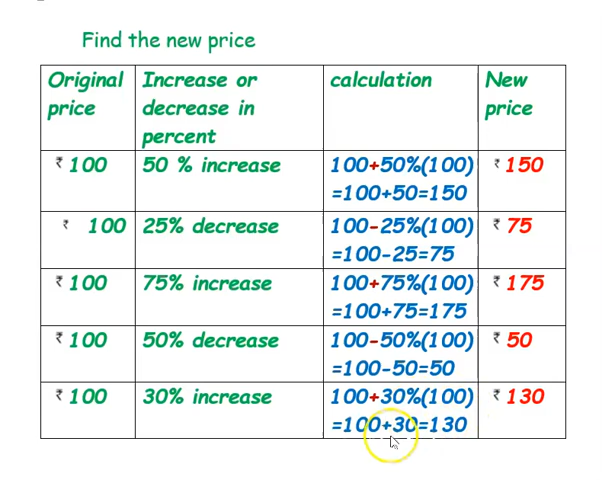 Find the new price
Original price | Increase or decrease in percent | calculation | New price
₹ 100 | 50 % increase | 100+50%(100) =100+50=150 | ₹ 150
₹ 100 | 25% decrease | 100-25%(100) =100-25=75 | ₹ 75
₹ 100 | 75% increase | 100+75%(100) =100+75=175 | ₹ 175
₹ 100 | 50% decrease | 100-50%(100) =100-50=50 | ₹ 50
₹ 100 | 30% increase | 100+30%(100) =100+30=130 | ₹ 130